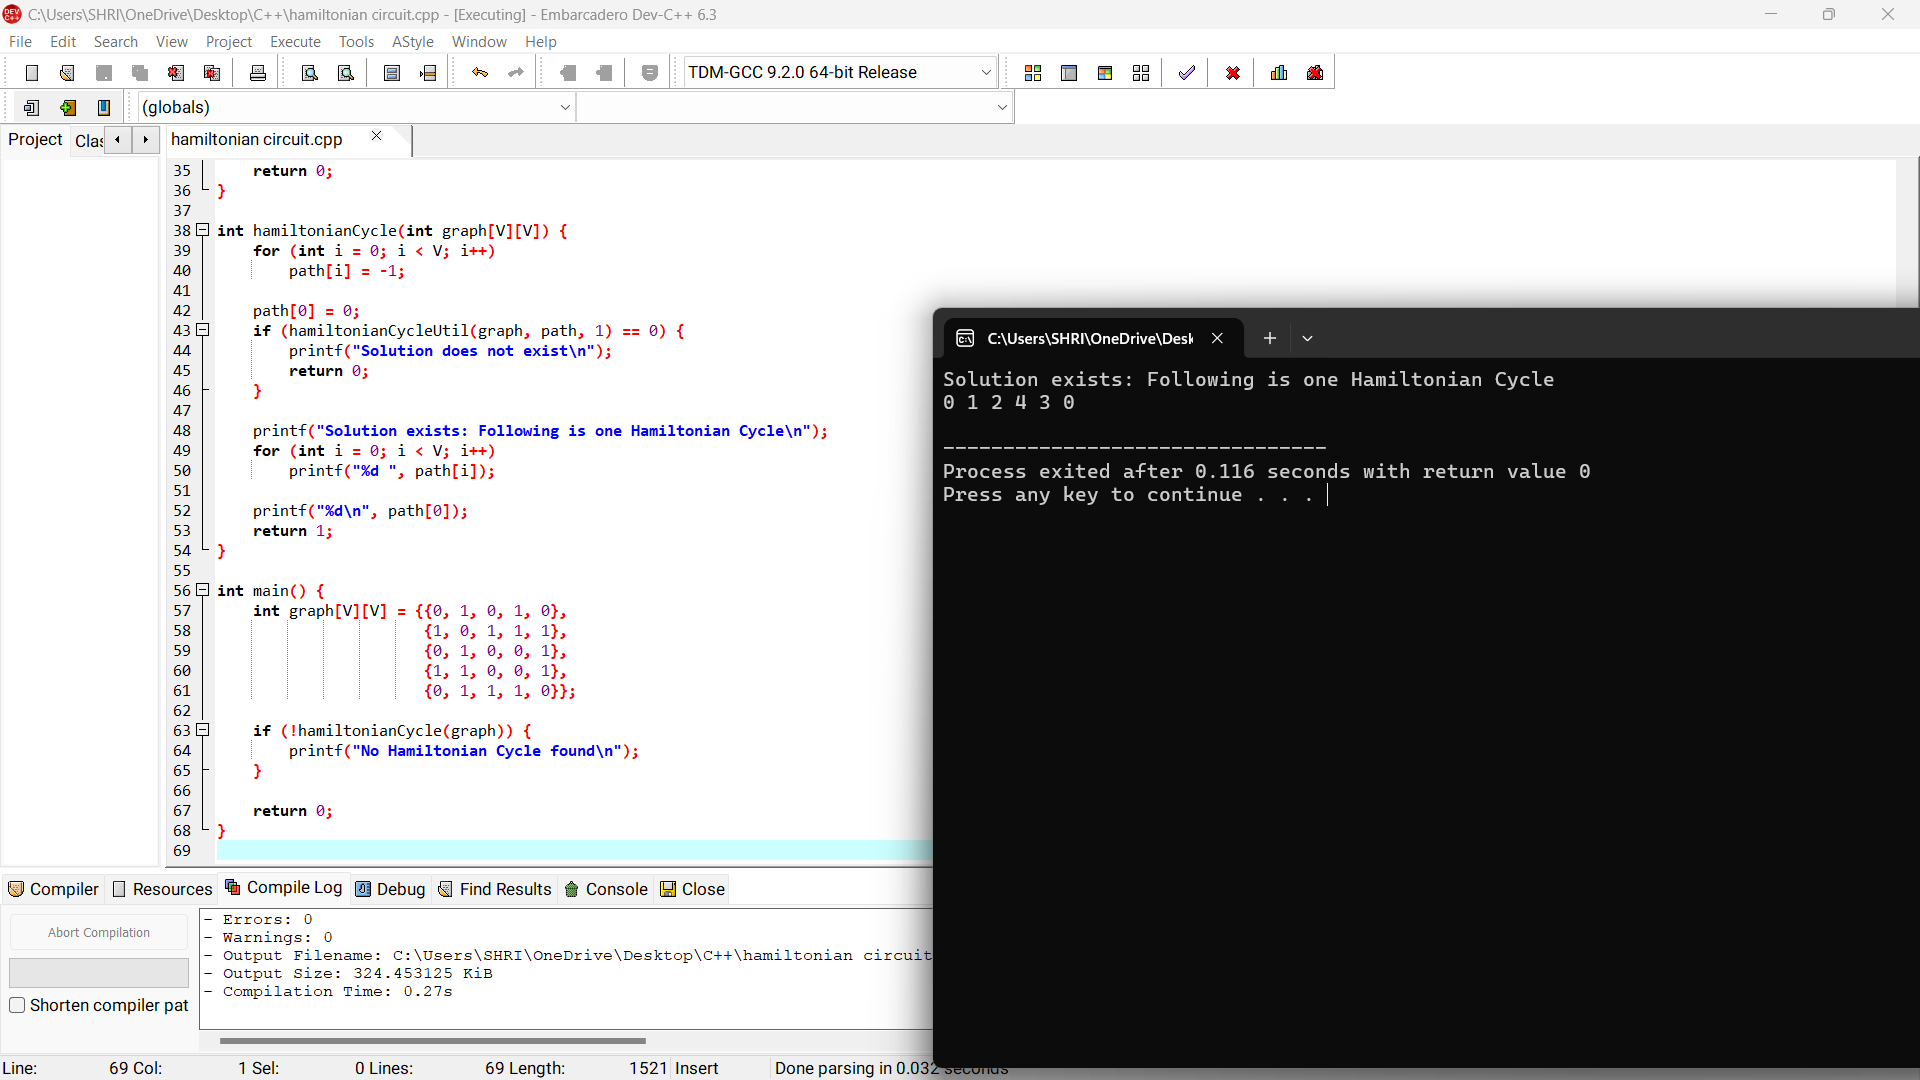 C:\Users\SHRI\OneDrive\Desktop\C++\hamiltonian circuit.cpp - [Executing] - Embarcadero Dev-C++ 6.3
File Edit Search View Project Execute Tools AStyle Window Help
TDM-GCC 9.2.0 64-bit Release
(globals)
Project Clas hamiltonian circuit.cpp
35     return 0;
36 }
37
38 int hamiltonianCycle(int graph[V][V]) {
39     for (int i = 0; i < V; i++)
40         path[i] = -1;
41
42     path[0] = 0;
43     if (hamiltonianCycleUtil(graph, path, 1) == 0) {
44         printf("Solution does not exist\n");
45         return 0;
46     }
47
48     printf("Solution exists: Following is one Hamiltonian Cycle\n");
49     for (int i = 0; i < V; i++)
50         printf("%d ", path[i]);
51
52     printf("%d\n", path[0]);
53     return 1;
54 }
55
56 int main() {
57     int graph[V][V] = {{0, 1, 0, 1, 0},
58                        {1, 0, 1, 1, 1},
59                        {0, 1, 0, 0, 1},
60                        {1, 1, 0, 0, 1},
61                        {0, 1, 1, 1, 0}};
62
63     if (!hamiltonianCycle(graph)) {
64         printf("No Hamiltonian Cycle found\n");
65     }
66
67     return 0;
68 }
69
C:\Users\SHRI\OneDrive\Desk
Solution exists: Following is one Hamiltonian Cycle
0 1 2 4 3 0
--------------------------------
Process exited after 0.116 seconds with return value 0
Press any key to continue . . .
Compiler Resources Compile Log Debug Find Results Console Close
Abort Compilation
Shorten compiler pat
- Errors: 0
- Warnings: 0
- Output Filename: C:\Users\SHRI\OneDrive\Desktop\C++\hamiltonian circuit
- Output Size: 324.453125 KiB
- Compilation Time: 0.27s
Line: 69 Col: 1 Sel: 0 Lines: 69 Length: 1521 Insert Done parsing in 0.032 seconds